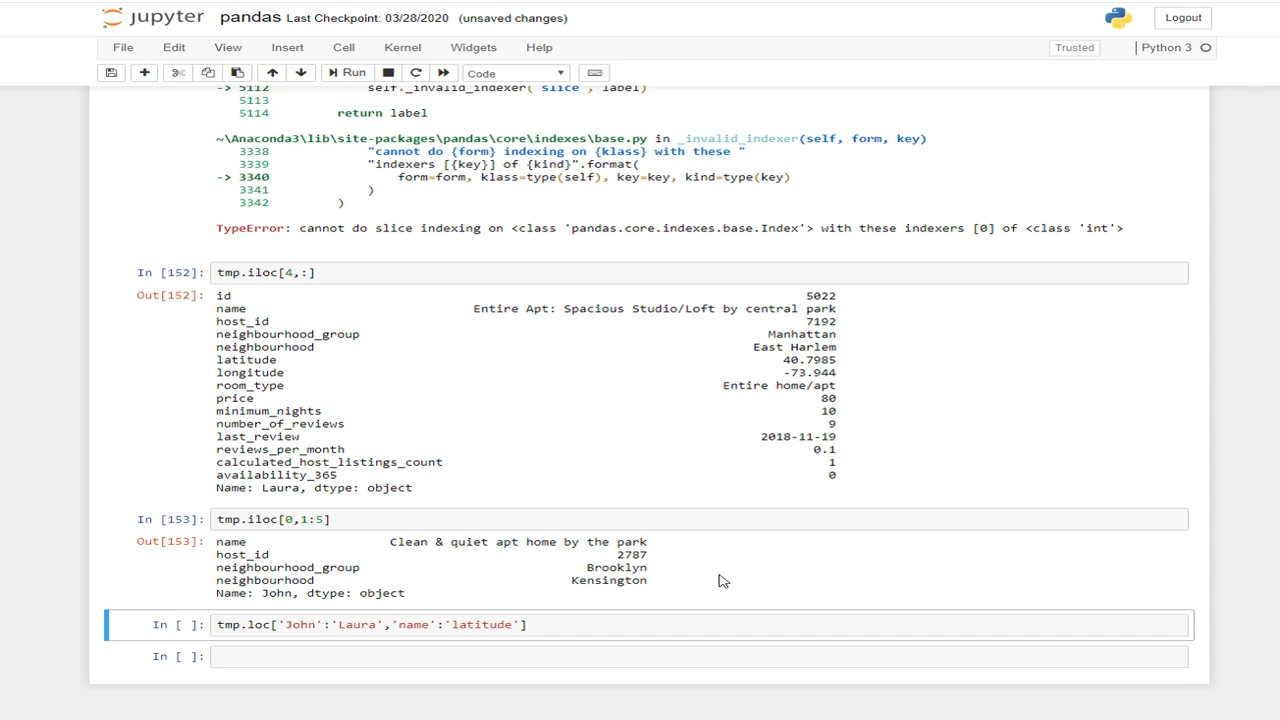 jupyter pandas Last Checkpoint: 03/28/2020 (unsaved changes) Logout
File Edit View Insert Cell Kernel Widgets Help Trusted Python 3
Run Code
-> 5112 self._invalid_indexer("slice", label)
5113
5114 return label
~\Anaconda3\lib\site-packages\pandas\core\indexes\base.py in _invalid_indexer(self, form, key)
3338 "cannot do {form} indexing on {klass} with these "
3339 "indexers [{key}] of {kind}".format(
-> 3340 form=form, klass=type(self), key=key, kind=type(key)
3341 )
3342 )
TypeError: cannot do slice indexing on <class 'pandas.core.indexes.base.Index'> with these indexers [0] of <class 'int'>
In [152]: tmp.iloc[4,:]
Out[152]: id 5022
name Entire Apt: Spacious Studio/Loft by central park
host_id 7192
neighbourhood_group Manhattan
neighbourhood East Harlem
latitude 40.7985
longitude -73.944
room_type Entire home/apt
price 80
minimum_nights 10
number_of_reviews 9
last_review 2018-11-19
reviews_per_month 0.1
calculated_host_listings_count 1
availability_365 0
Name: Laura, dtype: object
In [153]: tmp.iloc[0,1:5]
Out[153]: name Clean & quiet apt home by the park
host_id 2787
neighbourhood_group Brooklyn
neighbourhood Kensington
Name: John, dtype: object
In [ ]: tmp.loc['John':'Laura','name':'latitude']
In [ ]: